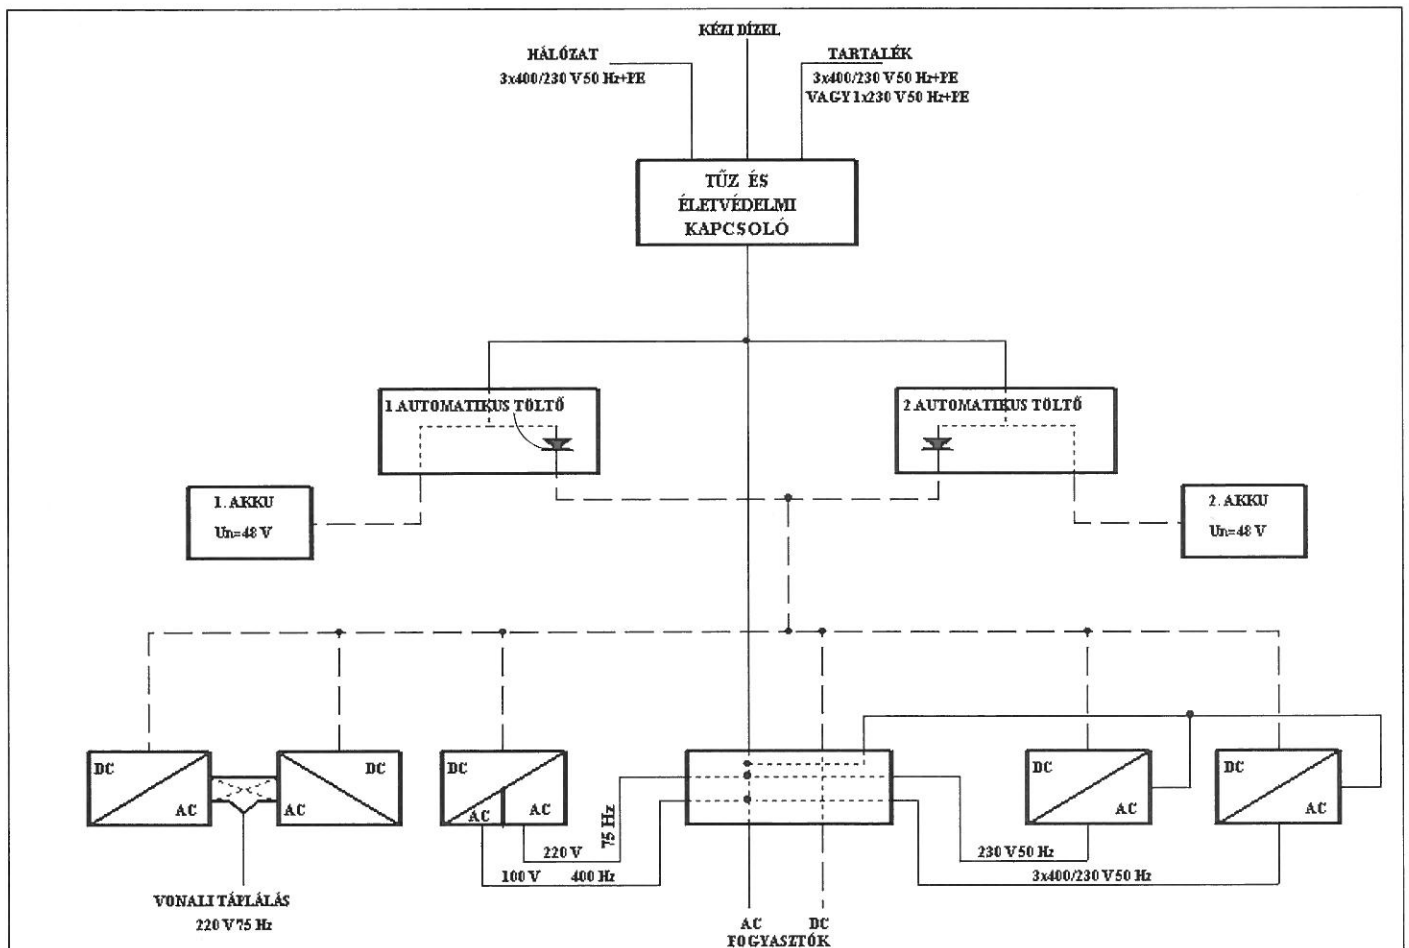 KÉZI DÍZEL
HÁLÓZAT
3x400/230 V 50 Hz+PE
TARTALÉK
3x400/230 V 50 Hz+PE
VAGY 1x230 V 50 Hz+PE
TŰZ ÉS
ÉLETVÉDELMI
KAPCSOLÓ
1 AUTOMATIKUS TÖLTŐ
2 AUTOMATIKUS TÖLTŐ
1. AKKU
Un=48 V
2. AKKU
Un=48 V
DC
AC
DC
AC
DC
AC
AC
DC
AC
DC
AC
75 Hz
220 V
100 V
400 Hz
230 V 50 Hz
3x400/230 V 50 Hz
VONALI TÁPLÁLÁS
220 V 75 Hz
AC
DC
FOGYASZTÓK